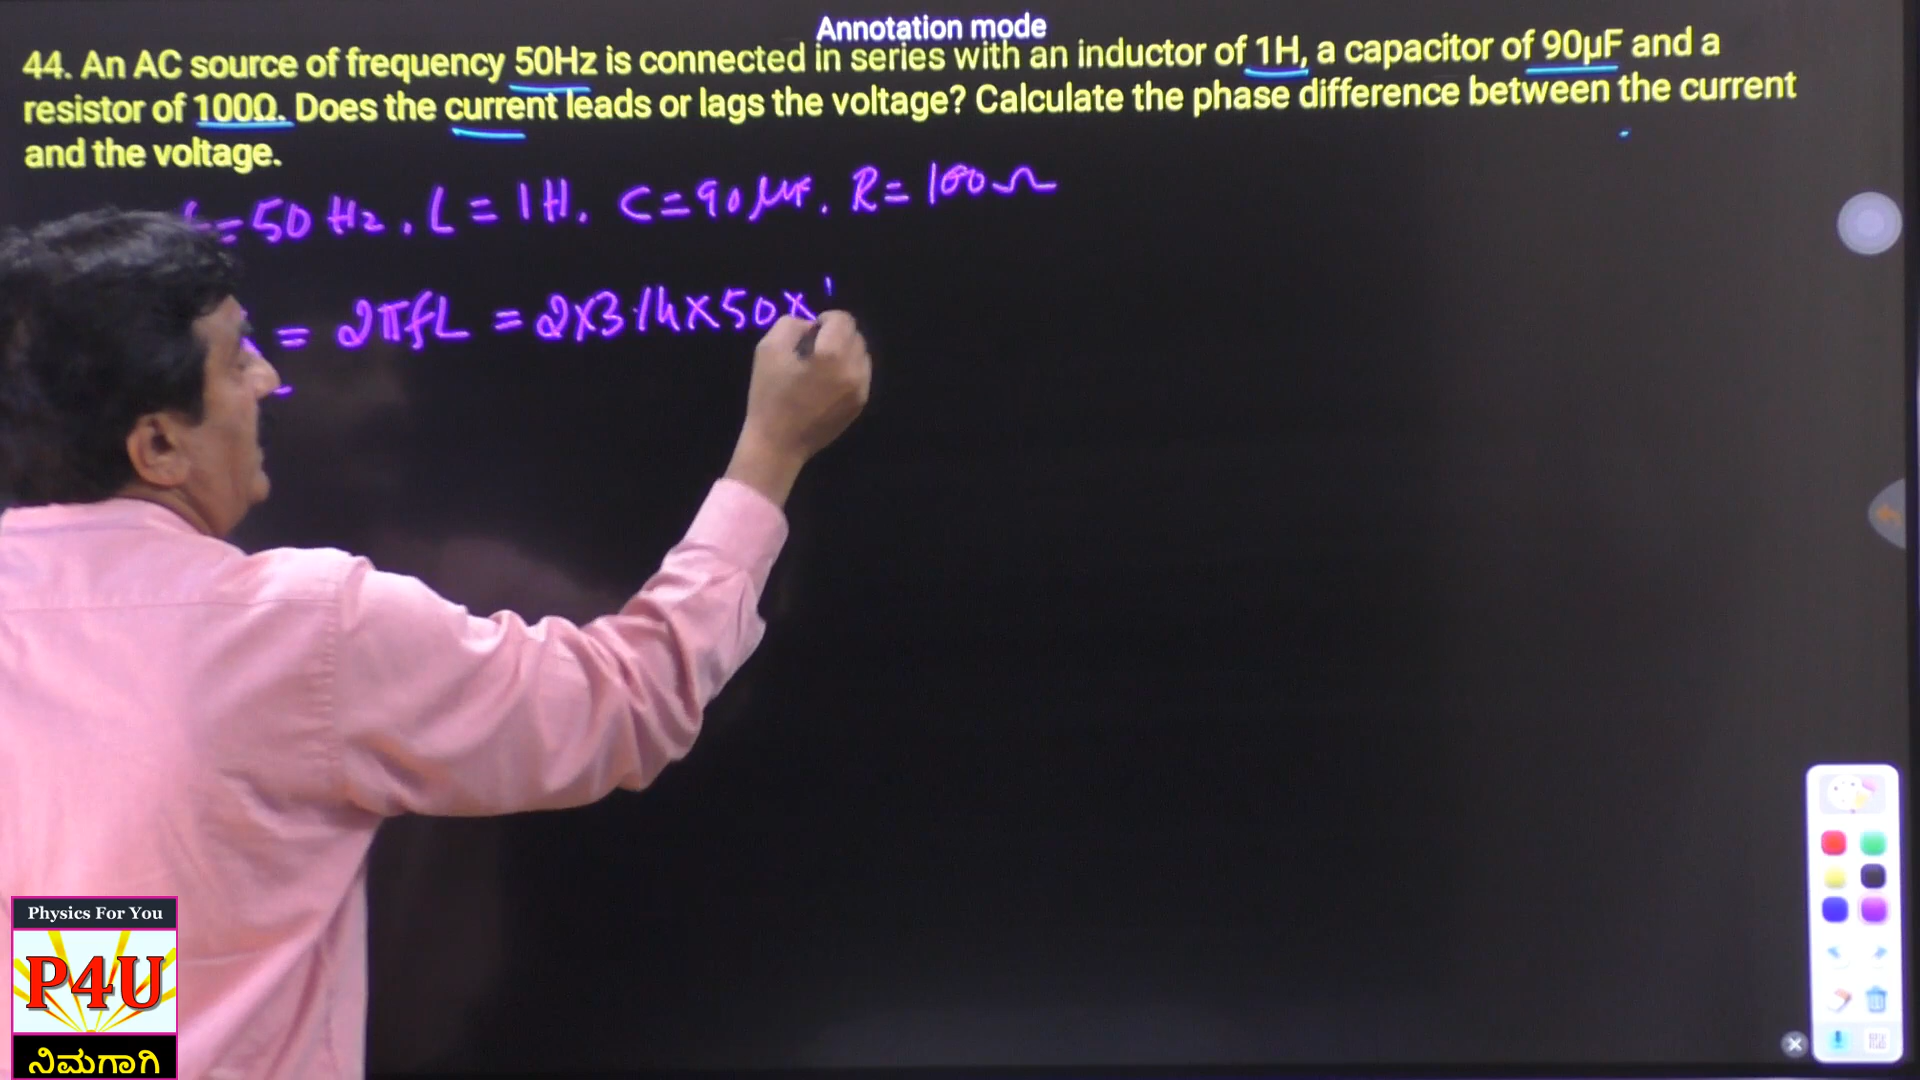 Annotation mode
44. An AC source of frequency 50Hz is connected in series with an inductor of 1H, a capacitor of 90μF and a
resistor of 100Ω. Does the current leads or lags the voltage? Calculate the phase difference between the current
and the voltage.
=50 Hz. L = 1H. C=90μF. R= 100Ω
= 2πfL = 2×3.14×50×1
Physics For You
P4U
ನಿಮಗಾಗಿ